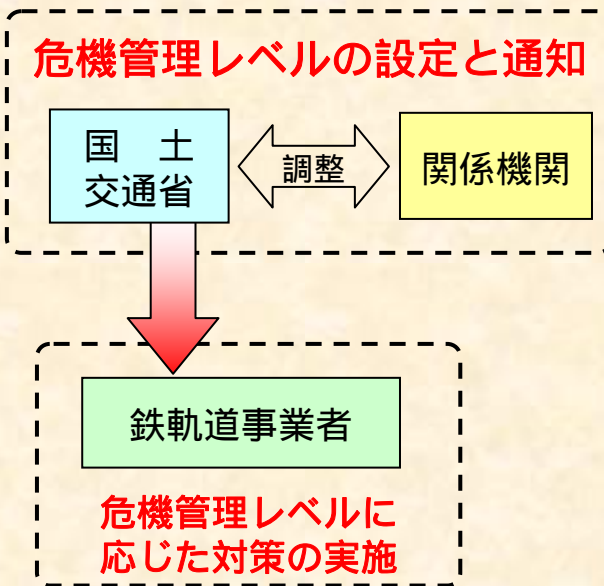 危機管理レベルの設定と通知
国　土
交通省
調整
関係機関
鉄軌道事業者
危機管理レベルに
応じた対策の実施